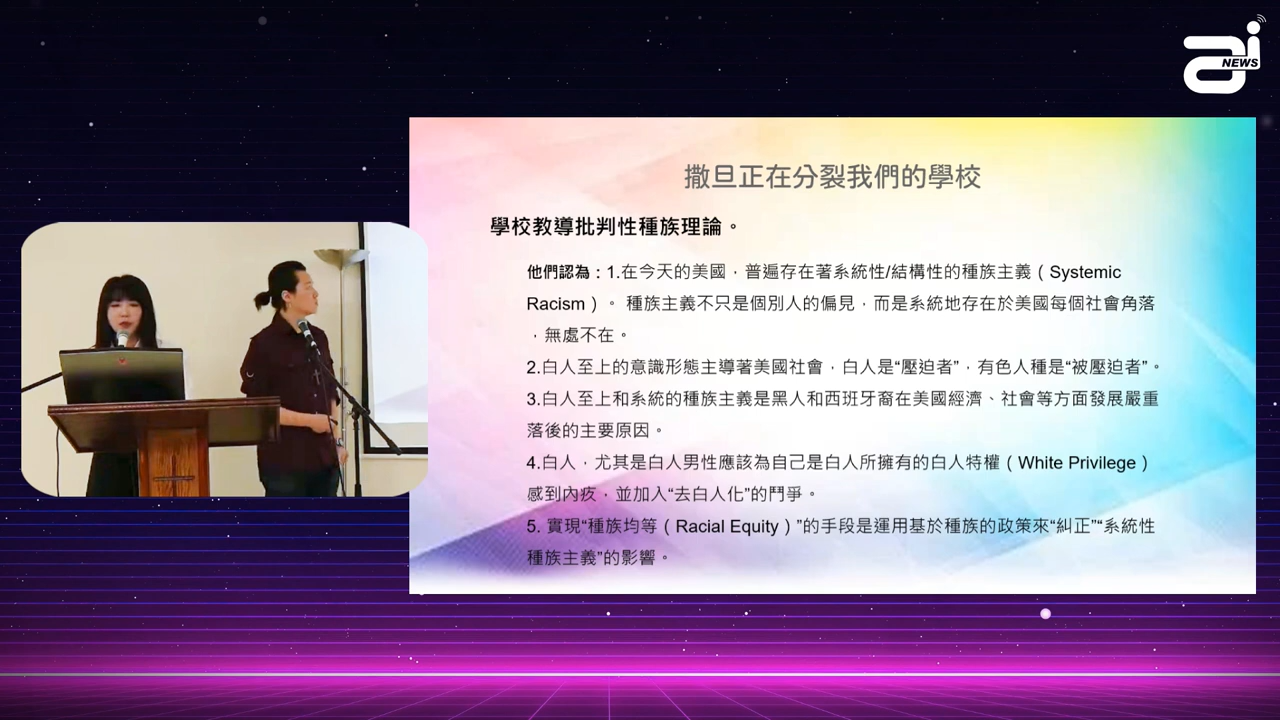 ai NEWS
撒旦正在分裂我們的學校
學校教導批判性種族理論。
他們認為：1.在今天的美國，普遍存在著系統性/結構性的種族主義（Systemic
Racism）。 種族主義不只是個別人的偏見，而是系統地存在於美國每個社會角落
，無處不在。
2.白人至上的意識形態主導著美國社會，白人是“壓迫者”，有色人種是“被壓迫者”。
3.白人至上和系統的種族主義是黑人和西班牙裔在美國經濟、社會等方面發展嚴重
落後的主要原因。
4.白人，尤其是白人男性應該為自己是白人所擁有的白人特權（White Privilege）
感到內疚，並加入“去白人化”的鬥爭。
5. 實現“種族均等（Racial Equity）”的手段是運用基於種族的政策來“糾正”“系統性
種族主義”的影響。